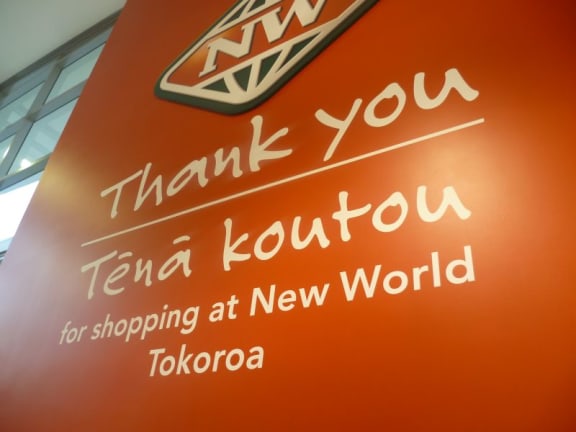 NW
Thank you
Tēnā koutou
for shopping at New World
Tokoroa